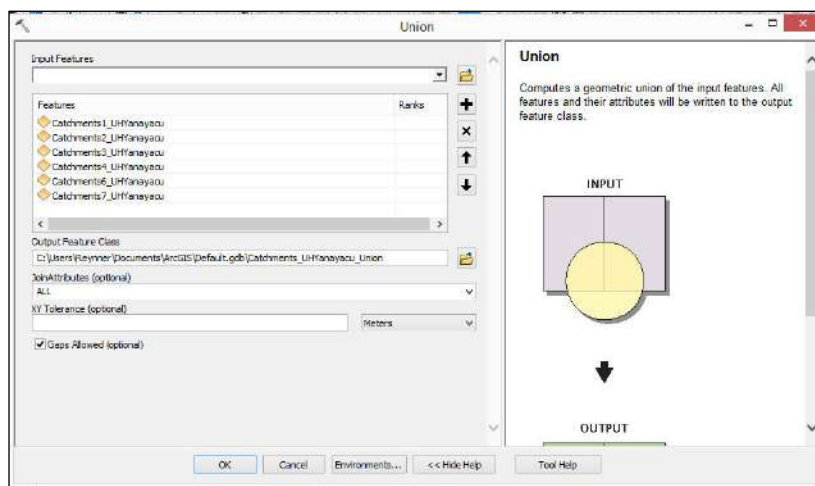 Union
Input Features
Features Ranks
Catchments1_UHYanayacu
Catchments2_UHYanayacu
Catchments3_UHYanayacu
Catchments4_UHYanayacu
Catchments6_UHYanayacu
Catchments7_UHYanayacu
Output Feature Class
C:\Users\Reynner\Documents\ArcGIS\Default.gdb\Catchments_UHYanayacu_Union
JoinAttributes (optional)
ALL
XY Tolerance (optional)
Meters
Gaps Allowed (optional)
OK Cancel Environments... << Hide Help Tool Help
Union
Computes a geometric union of the input features. All
features and their attributes will be written to the output
feature class.
INPUT
OUTPUT